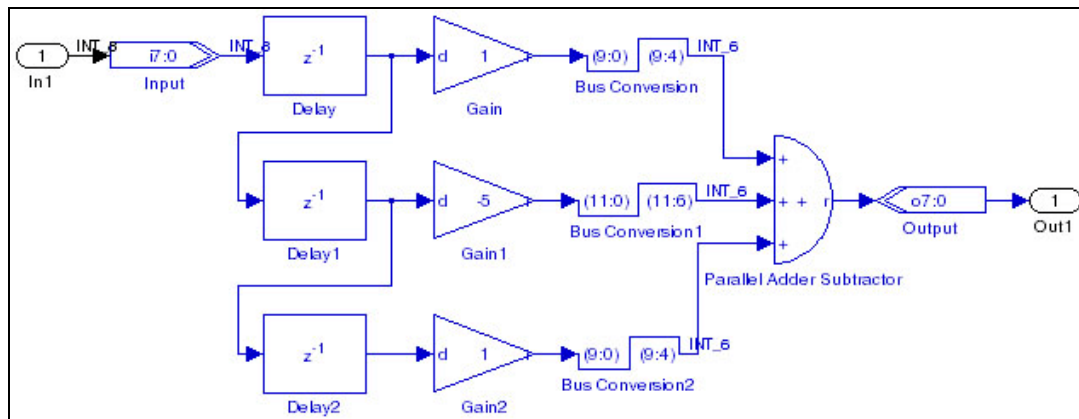 1 INT_8 i7:0 INT_8 z-1 d 1 (9:0) (9:4) INT_6
In1 Input Delay Gain Bus Conversion
z-1 d -5 (11:0) (11:6) INT_6 + + + r o7:0 1
Delay1 Gain1 Bus Conversion1 Output Out1
Parallel Adder Subtractor
z-1 d 1 (9:0) (9:4) INT_6
Delay2 Gain2 Bus Conversion2